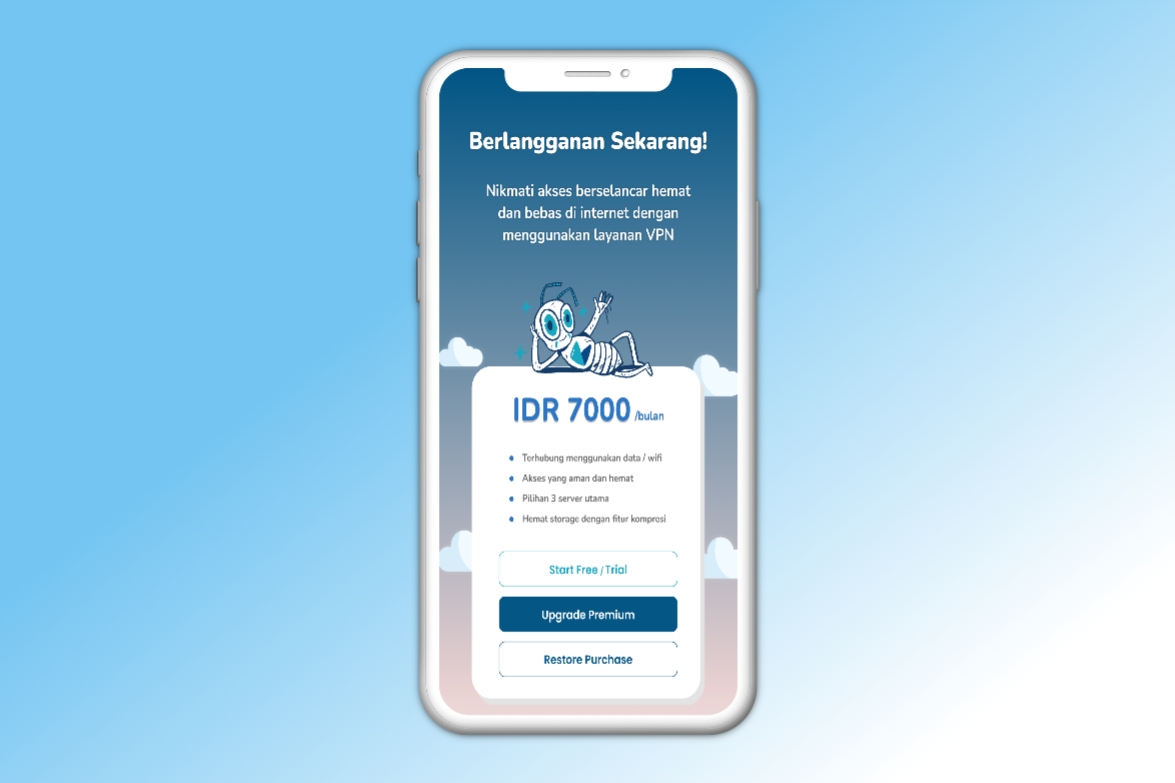 Berlangganan Sekarang!
Nikmati akses berselancar hemat
dan bebas di internet dengan
menggunakan layanan VPN
IDR 7000 /bulan
Terhubung menggunakan data / wifi
Akses yang aman dan hemat
Pilihan 3 server utama
Hemat storage dengan fitur kompresi
Start Free / Trial
Upgrade Premium
Restore Purchase